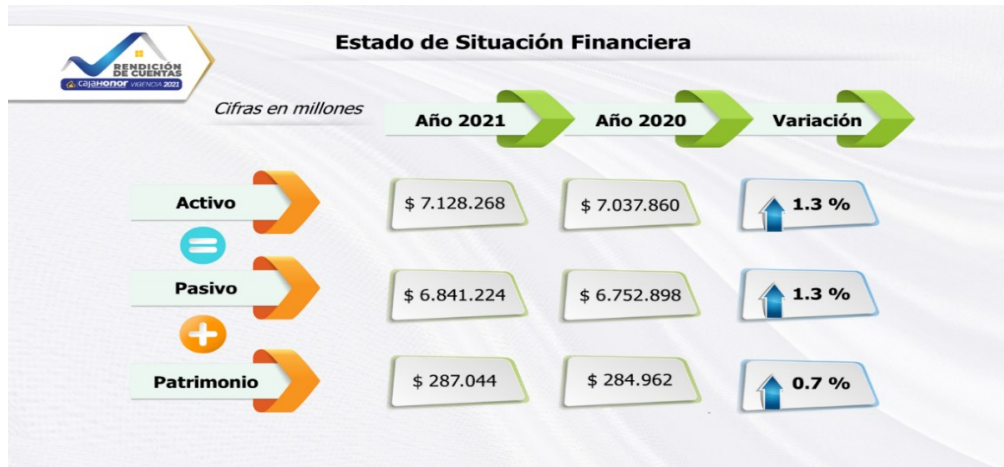 Estado de Situación Financiera
RENDICIÓN
DE CUENTAS
CajaHonor VIGENCIA 2021
Cifras en millones
Año 2021 Año 2020 Variación
Activo $ 7.128.268 $ 7.037.860 1.3 %
=
Pasivo $ 6.841.224 $ 6.752.898 1.3 %
+
Patrimonio $ 287.044 $ 284.962 0.7 %